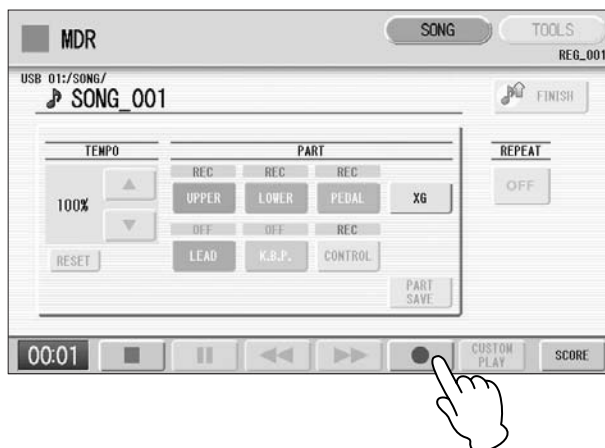 MDR SONG TOOLS
REG_001
USB 01:/SONG/
SONG_001 FINISH
TEMPO PART REPEAT
REC REC REC
100% UPPER LOWER PEDAL XG OFF
OFF OFF REC
RESET LEAD K.B.P. CONTROL
PART
SAVE
00:01 CUSTOM
PLAY SCORE